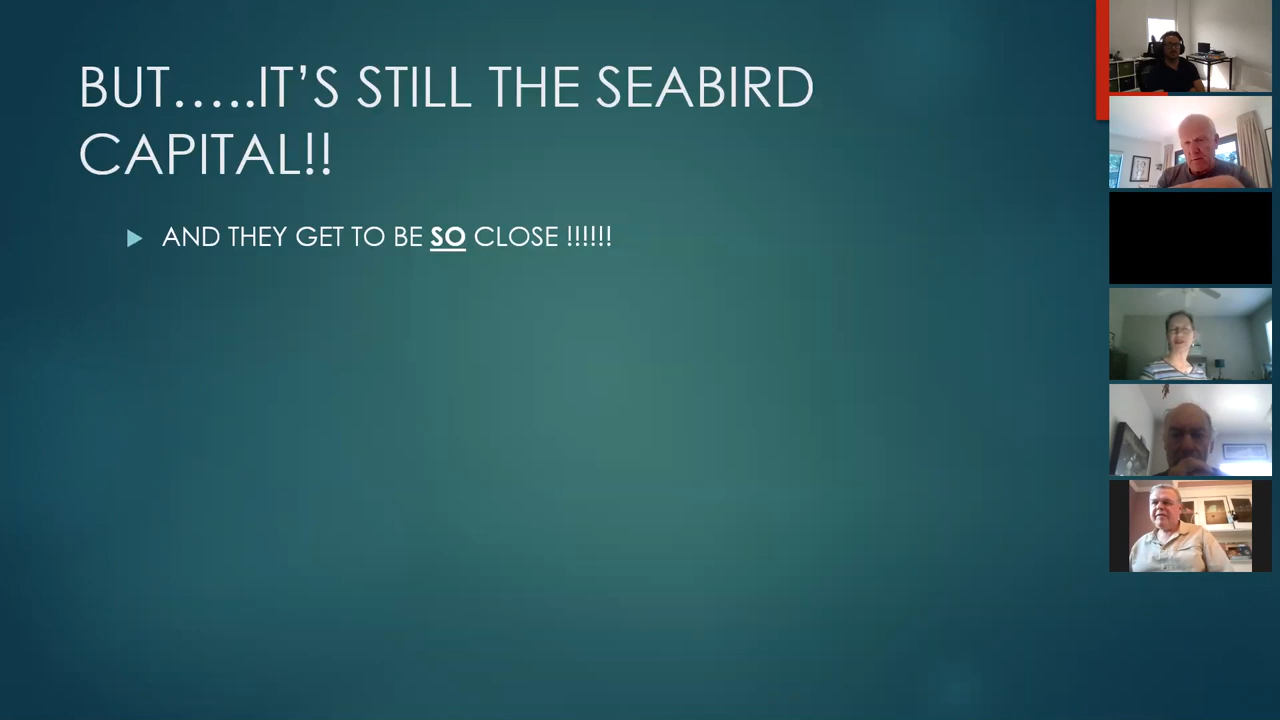 BUT…..IT’S STILL THE SEABIRD
CAPITAL!!
AND THEY GET TO BE SO CLOSE !!!!!!